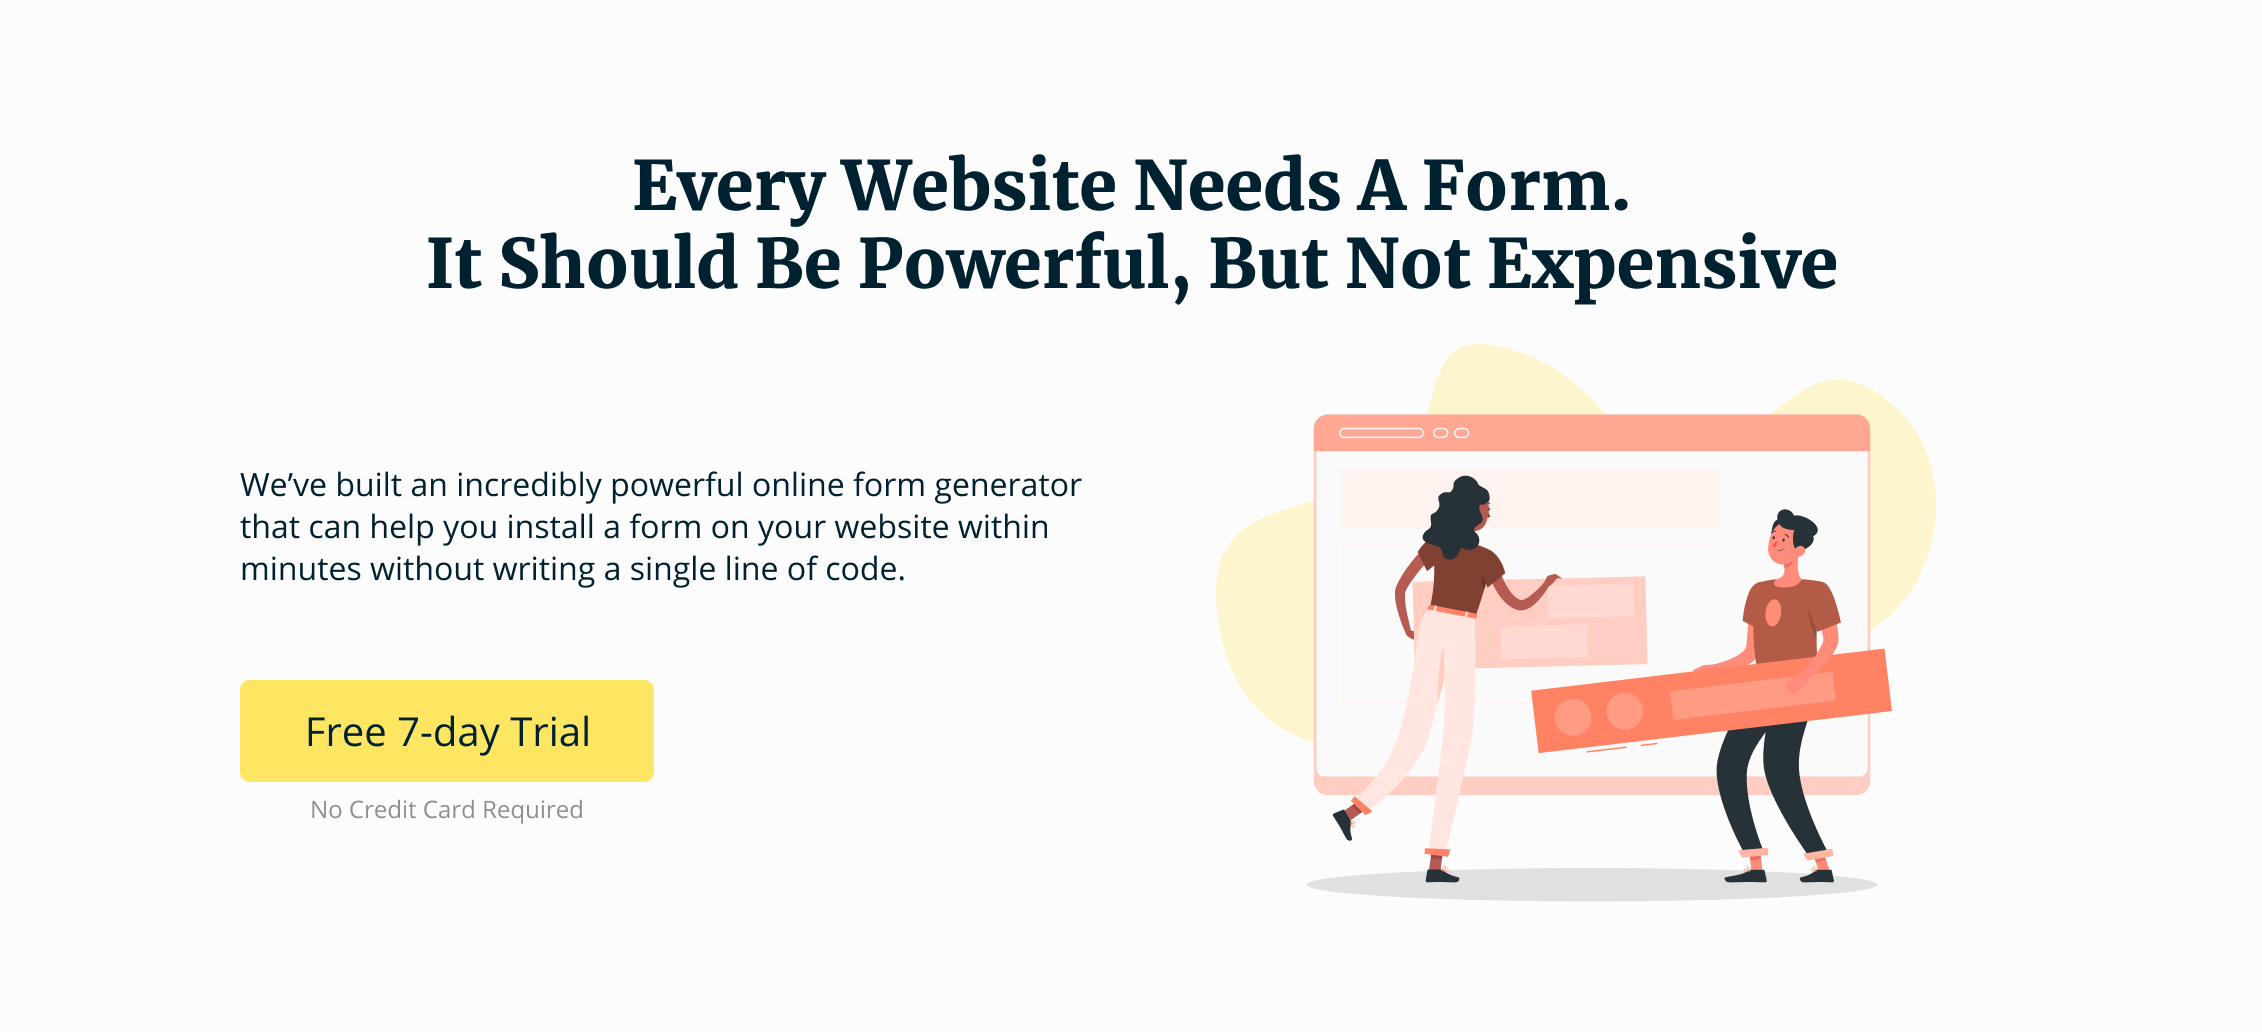 Every Website Needs A Form.
It Should Be Powerful, But Not Expensive
We’ve built an incredibly powerful online form generator
that can help you install a form on your website within
minutes without writing a single line of code.
Free 7-day Trial
No Credit Card Required